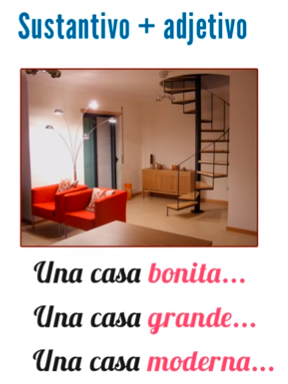 Sustantivo + adjetivo
Una casa bonita...
Una casa grande...
Una casa moderna...